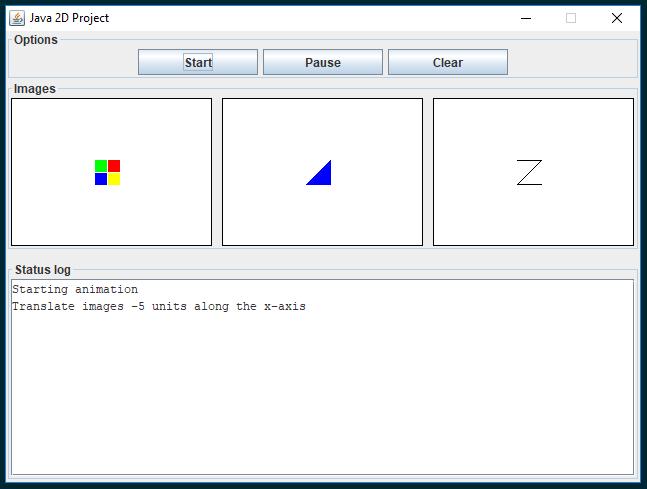 Java 2D Project
Options
Start Pause Clear
Images
Status log
Starting animation
Translate images -5 units along the x-axis